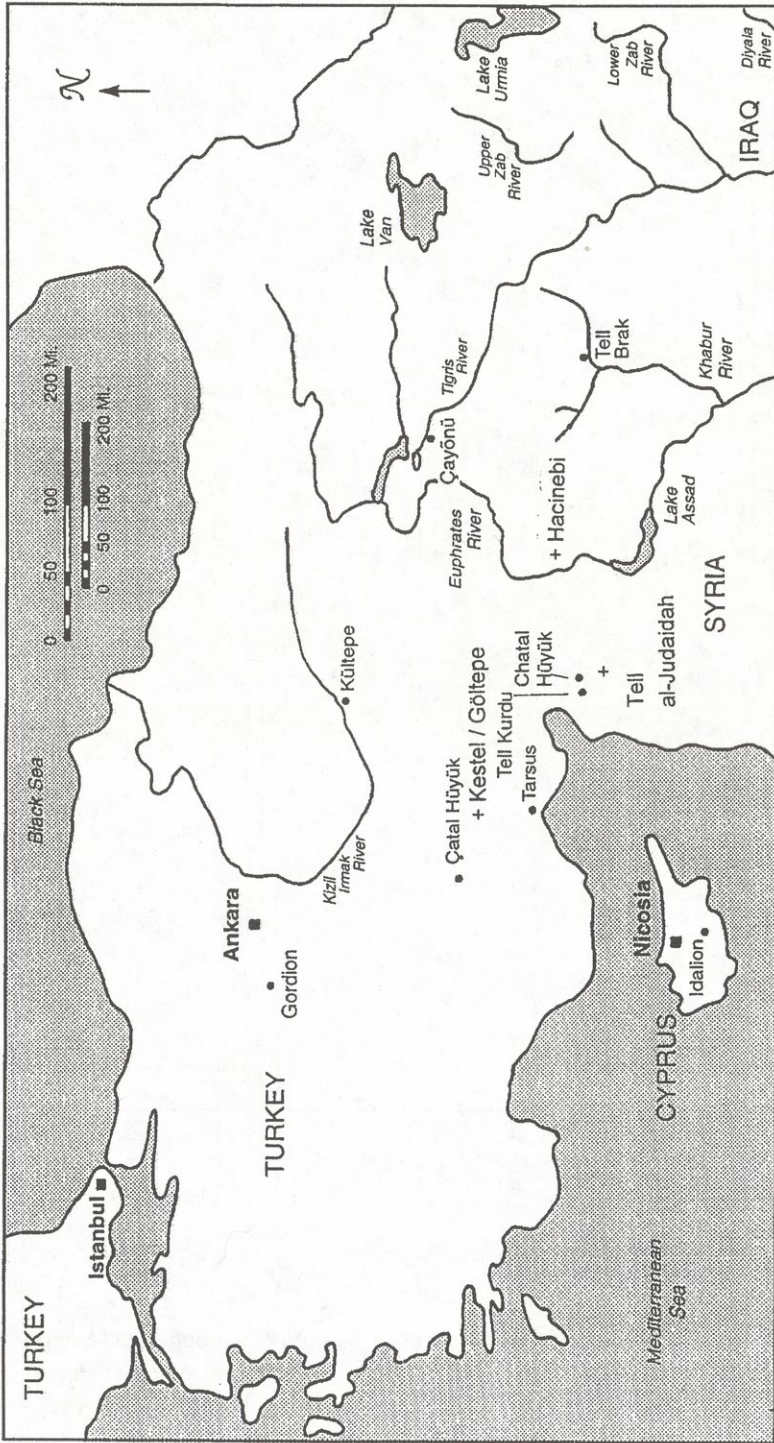 TURKEY
Istanbul
Black Sea
0 50 100 200 Mi.
0 50 100 200 Mi.
N
TURKEY
Gordion
Ankara
Kizil
Irmak
River
Kültepe
Lake
Van
Lake
Urmia
Upper
Zab
River
Lower
Zab
River
Diyala
River
IRAQ
Tigris River
Çayönü
Euphrates
River
+ Hacinebi
Tell
Brak
Khabur
River
Lake
Assad
SYRIA
Çatal Hüyük
+ Kestel / Göltepe
Tell Kurdu
Chatal
Hüyük
Tarsus
+
Tell
al-Judaidah
Nicosia
Idalion
CYPRUS
Mediterranean
Sea